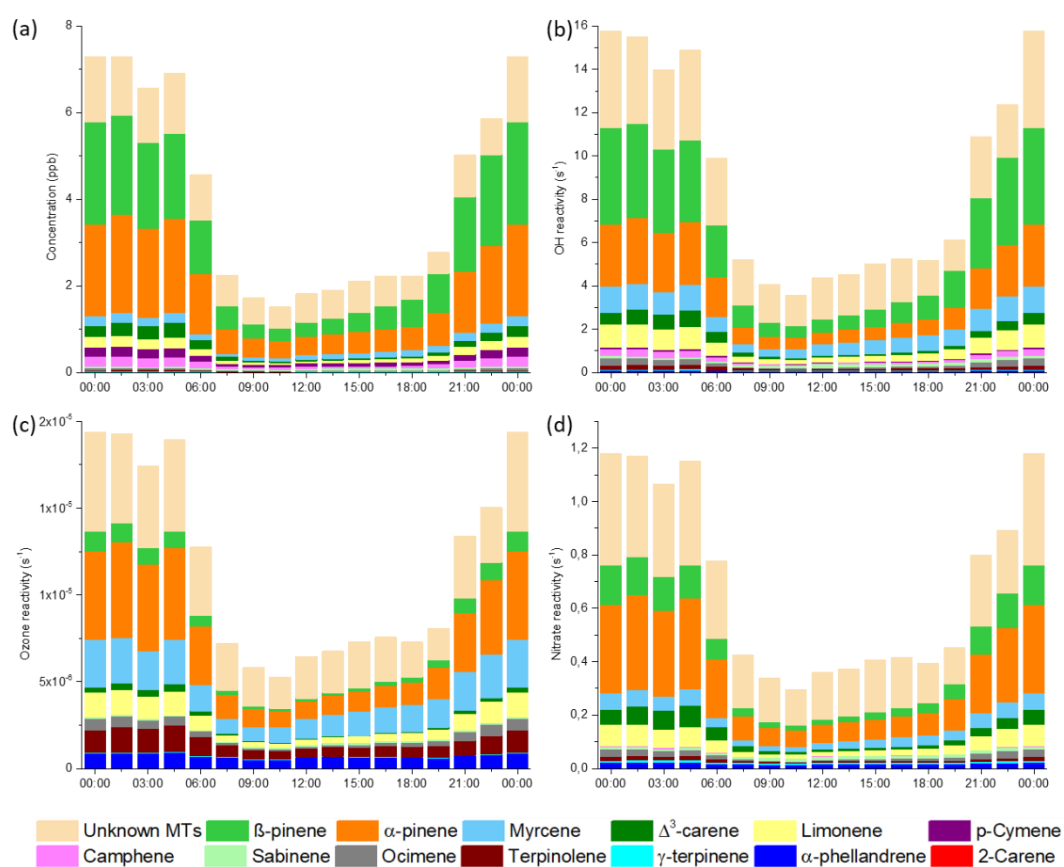 (a)
8
6
4
2
0
Concentration (ppb)
00:00 03:00 06:00 09:00 12:00 15:00 18:00 21:00 00:00
(b)
16
14
12
10
8
6
4
2
0
OH reactivity (s⁻¹)
00:00 03:00 06:00 09:00 12:00 15:00 18:00 21:00 00:00
(c)
2x10⁻⁵
1x10⁻⁵
1x10⁻⁵
5x10⁻⁶
0
Ozone reactivity (s⁻¹)
00:00 03:00 06:00 09:00 12:00 15:00 18:00 21:00 00:00
(d)
1,2
1,0
0,8
0,6
0,4
0,2
0,0
Nitrate reactivity (s⁻¹)
00:00 03:00 06:00 09:00 12:00 15:00 18:00 21:00 00:00
Unknown MTs ß-pinene α-pinene Myrcene Δ³-carene Limonene p-Cymene
Camphene Sabinene Ocimene Terpinolene γ-terpinene α-phellandrene 2-Carene